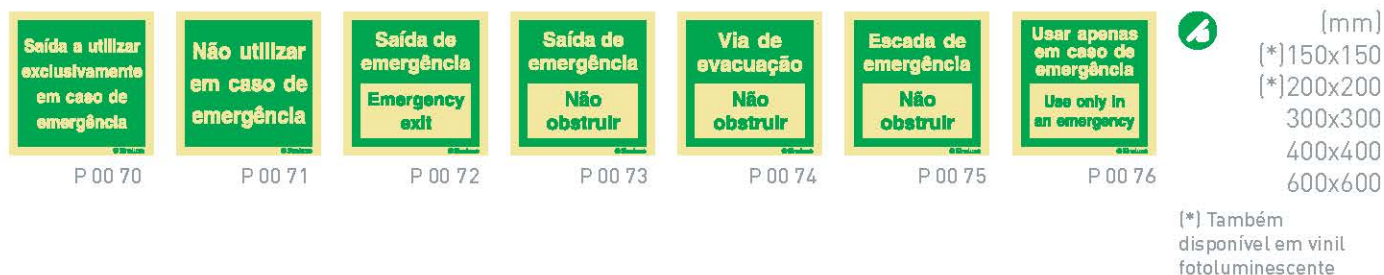 Saída a utilizar
exclusivamente
em caso de
emergência
P 00 70
Não utilizar
em caso de
emergência
P 00 71
Saída de
emergência
Emergency
exit
P 00 72
Saída de
emergência
Não
obstruir
P 00 73
Via de
evacuação
Não
obstruir
P 00 74
Escada de
emergência
Não
obstruir
P 00 75
Usar apenas
em caso de
emergência
Use only in
an emergency
P 00 76
(mm)
(*)150x150
(*)200x200
300x300
400x400
600x600
(*) Também
disponível em vinil
fotoluminescente